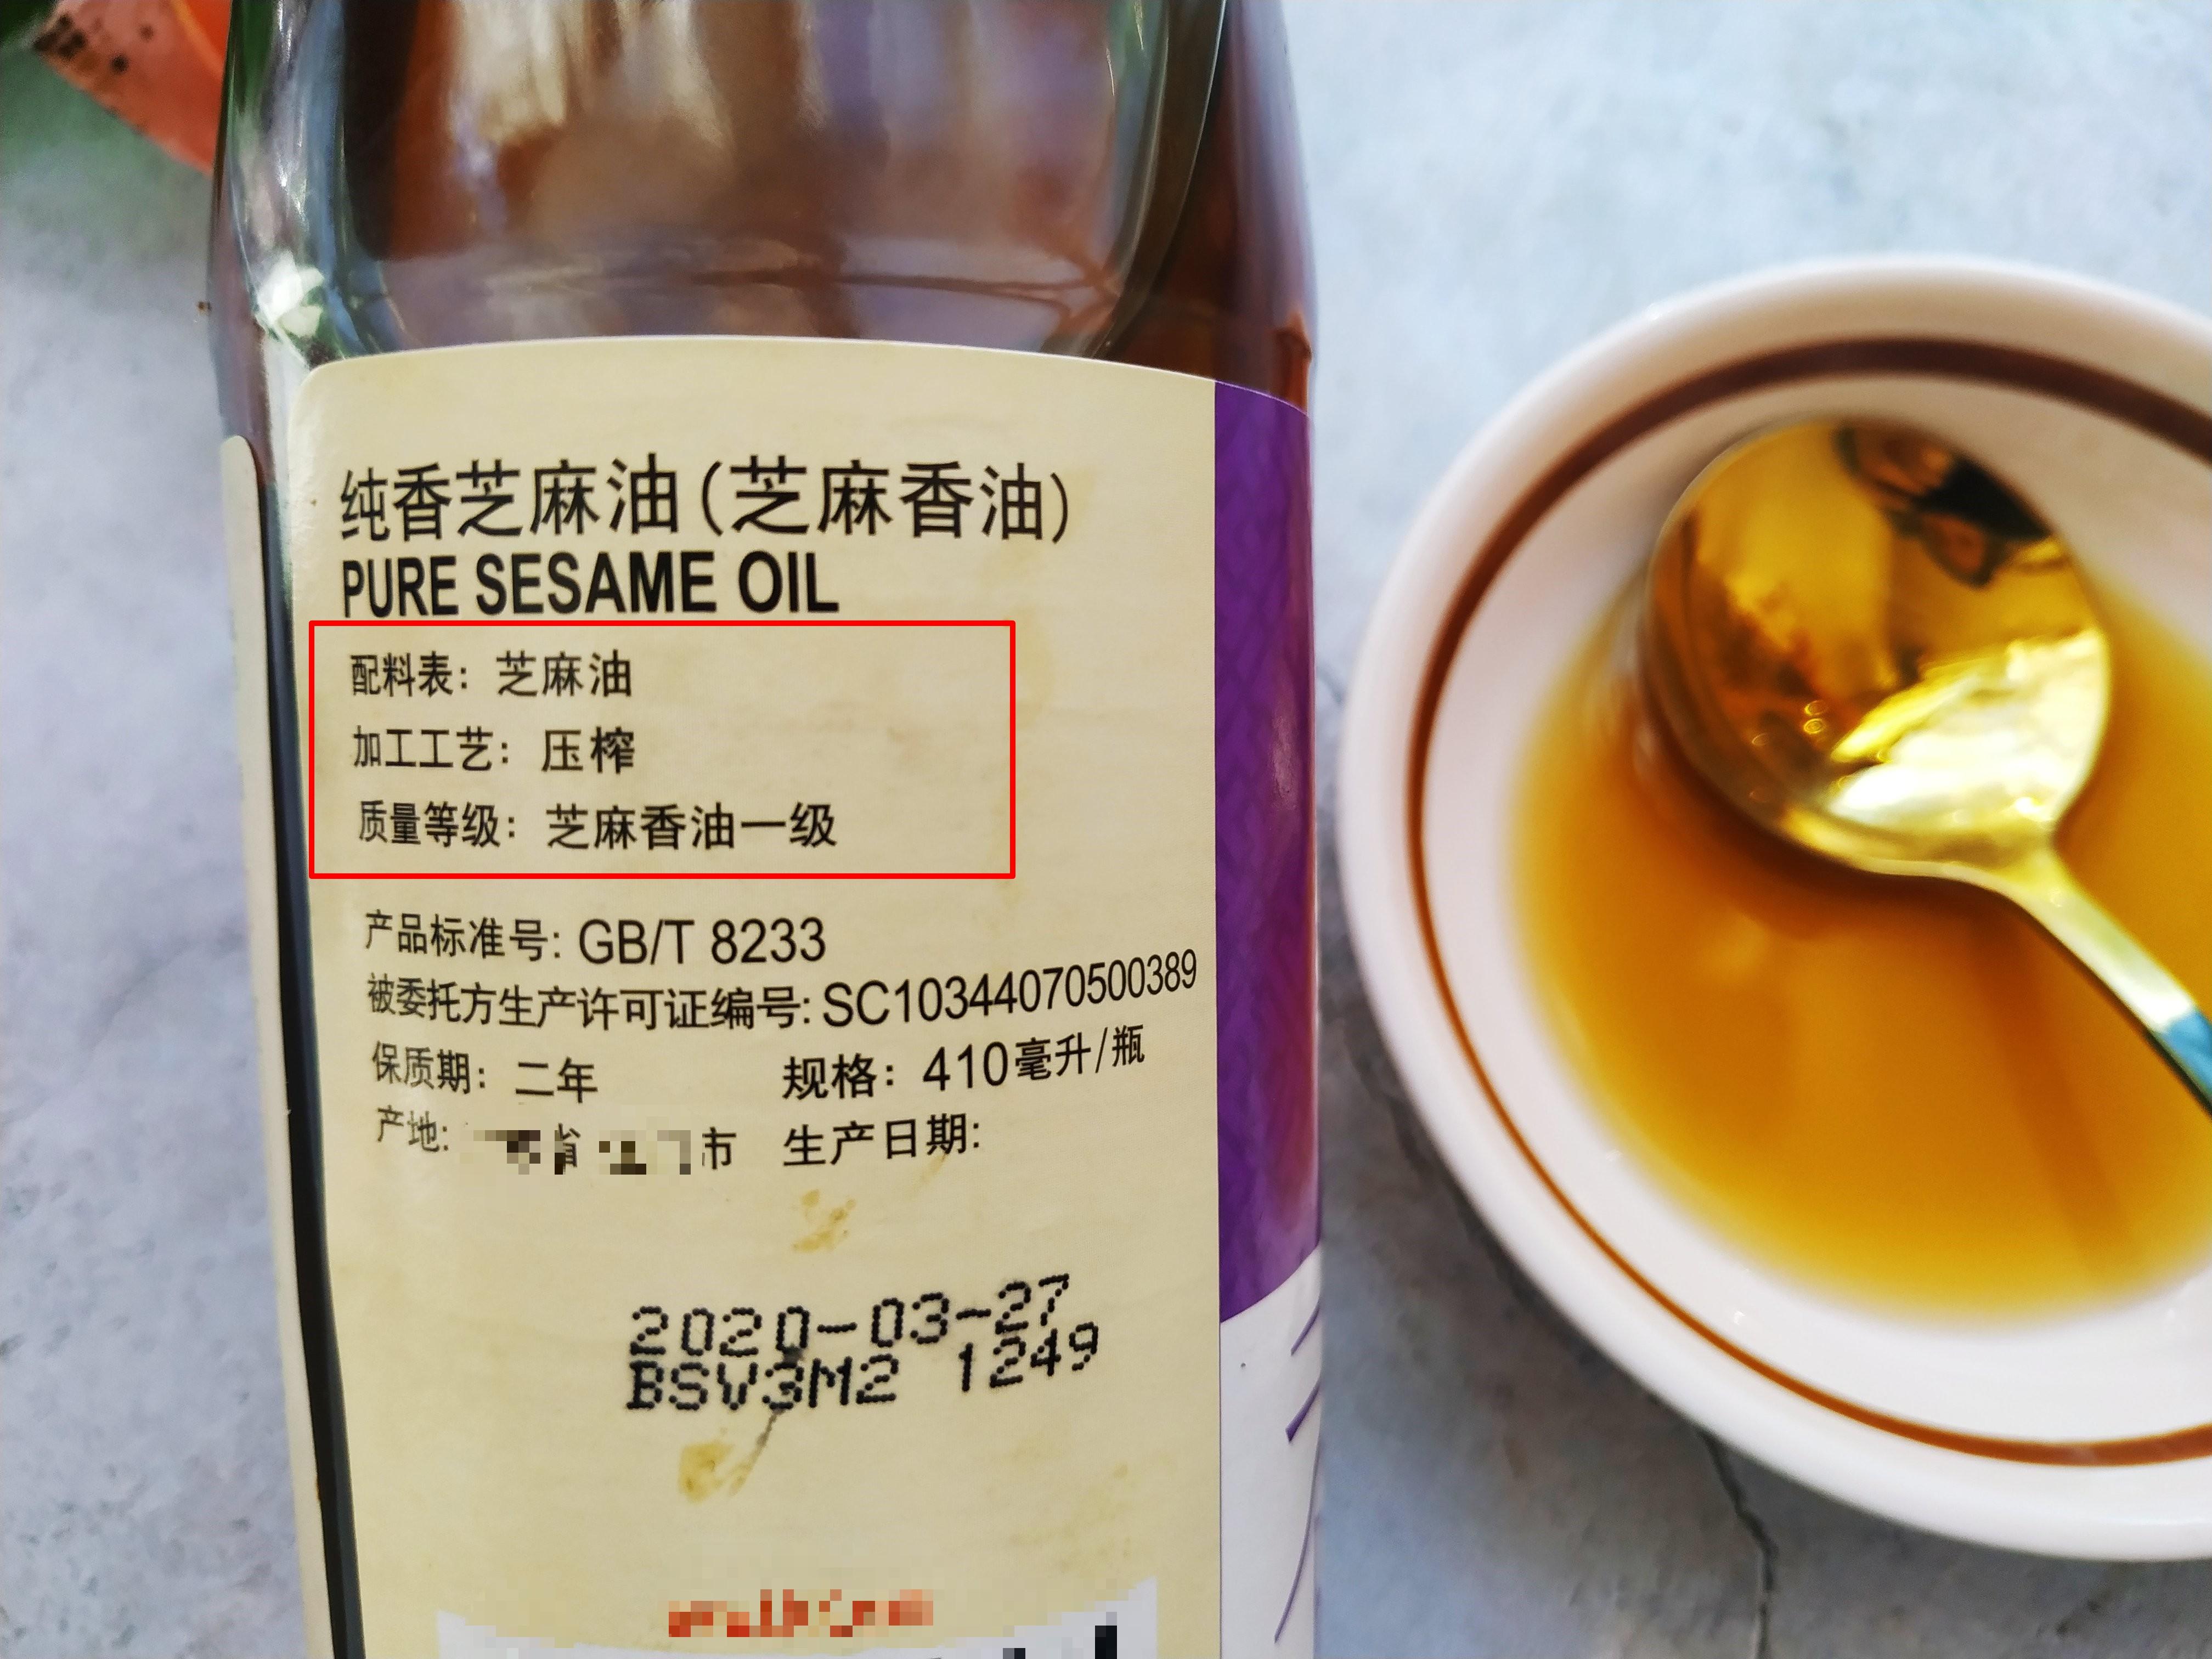 纯香芝麻油(芝麻香油)
PURE SESAME OIL
配料表: 芝麻油
加工工艺: 压榨
质量等级: 芝麻香油一级
产品标准号: GB/T 8233
被委托方生产许可证编号: SC10344070500389
保质期: 二年 规格: 410毫升/瓶
产地: 省 市 生产日期:
2020-03-27
BSV3M2 1249